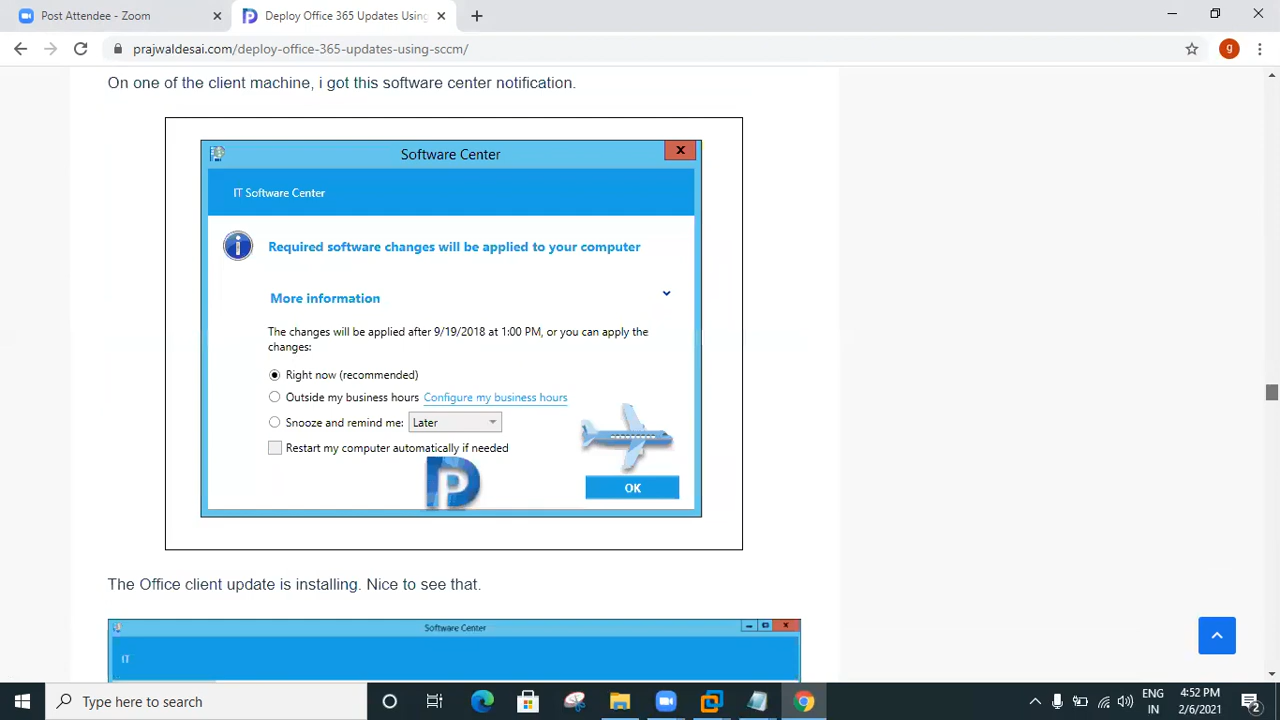 Post Attendee - Zoom
Deploy Office 365 Updates Using
prajwaldesai.com/deploy-office-365-updates-using-sccm/
g
On one of the client machine, i got this software center notification.
Software Center
X
IT Software Center
Required software changes will be applied to your computer
More information
The changes will be applied after 9/19/2018 at 1:00 PM, or you can apply the
changes:
Right now (recommended)
Outside my business hours Configure my business hours
Snooze and remind me: Later
Restart my computer automatically if needed
OK
The Office client update is installing. Nice to see that.
Software Center
IT
Type here to search
ENG
IN
4:52 PM
2/6/2021
2